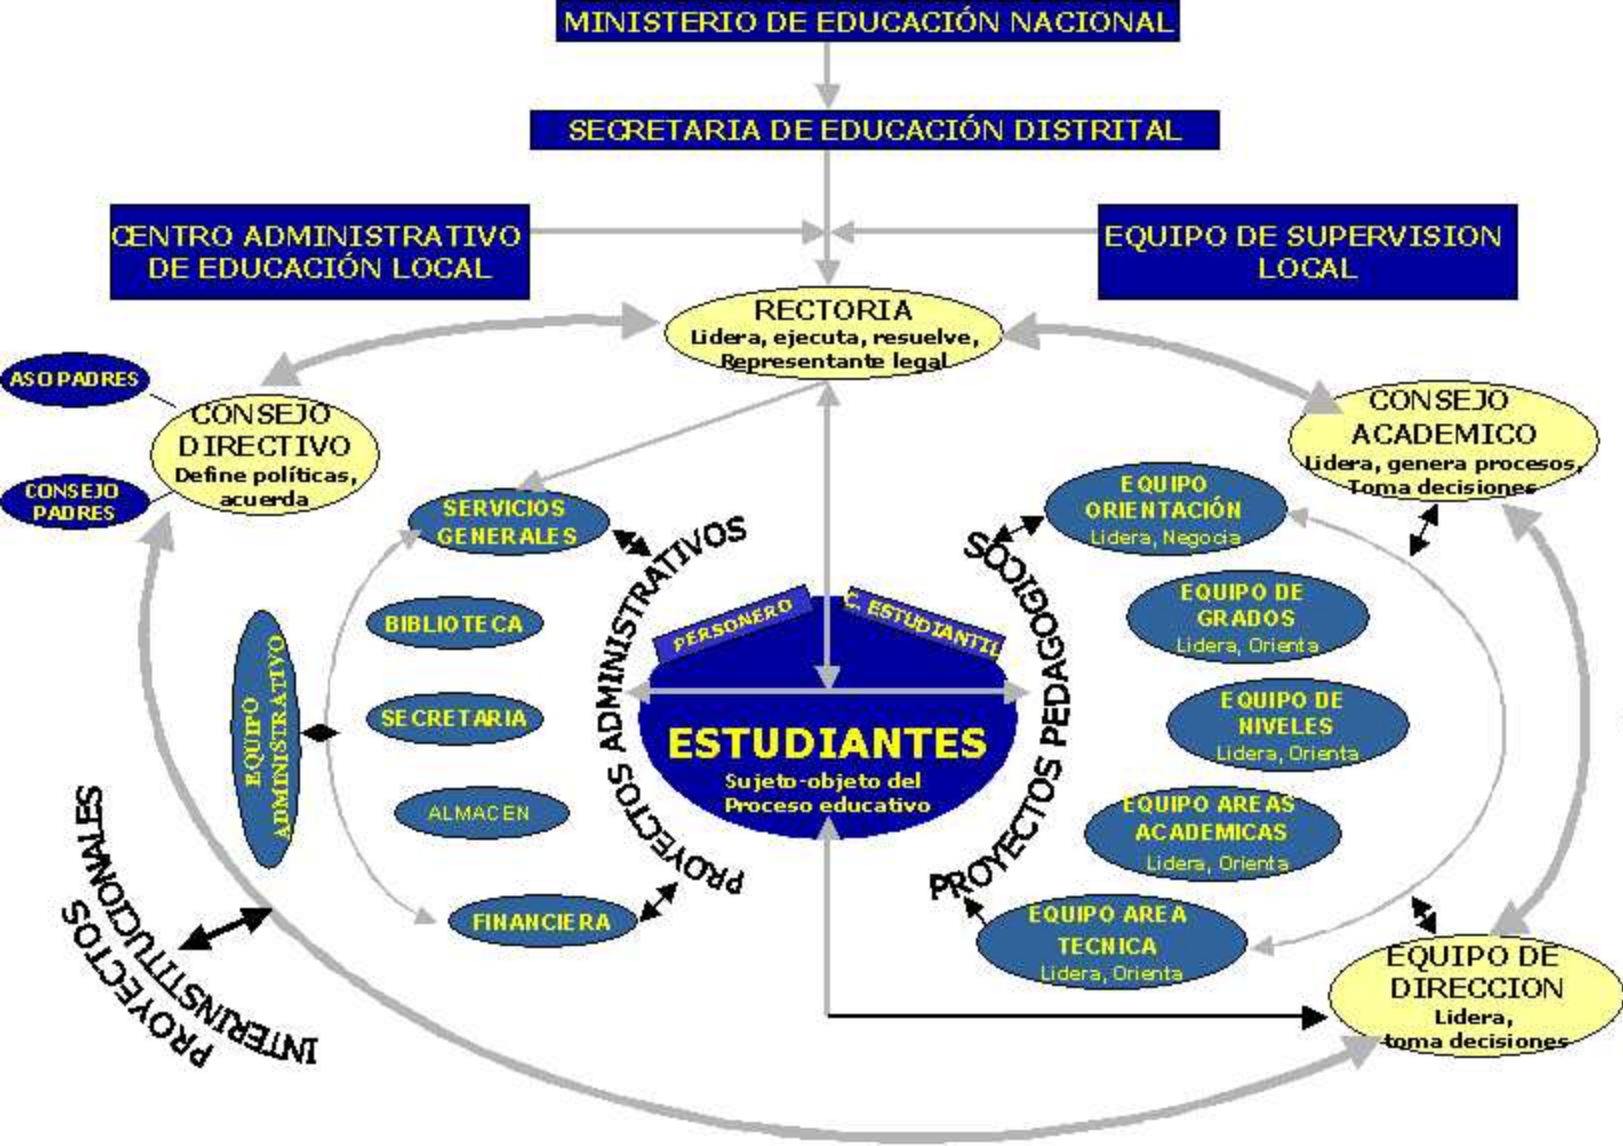 MINISTERIO DE EDUCACIÓN NACIONAL
SECRETARIA DE EDUCACIÓN DISTRITAL
CENTRO ADMINISTRATIVO
DE EDUCACIÓN LOCAL
EQUIPO DE SUPERVISION
LOCAL
RECTORIA
Lidera, ejecuta, resuelve,
Representante legal
ASOPADRES
CONSEJO
DIRECTIVO
Define políticas,
acuerda
CONSEJO
PADRES
CONSEJO
ACADEMICO
Lidera, genera procesos,
Toma decisiones
SERVICIOS
GENERALES
BIBLIOTECA
SECRETARIA
ALMACEN
FINANCIERA
EQUIPO
ADMINISTRATIVO
PROYECTOS ADMINISTRATIVOS
PERSONERO
C. ESTUDIANTIL
ESTUDIANTES
Sujeto-objeto del
Proceso educativo
PROYECTOS PEDAGOGICOS
EQUIPO
ORIENTACIÓN
Lidera, Negocia
EQUIPO DE
GRADOS
Lidera, Orienta
EQUIPO DE
NIVELES
Lidera, Orienta
EQUIPO AREAS
ACADEMICAS
Lidera, Orienta
EQUIPO AREA
TECNICA
Lidera, Orienta
EQUIPO DE
DIRECCION
Lidera,
toma decisiones
PROYECTOS
INTERINSTITUCIONALES